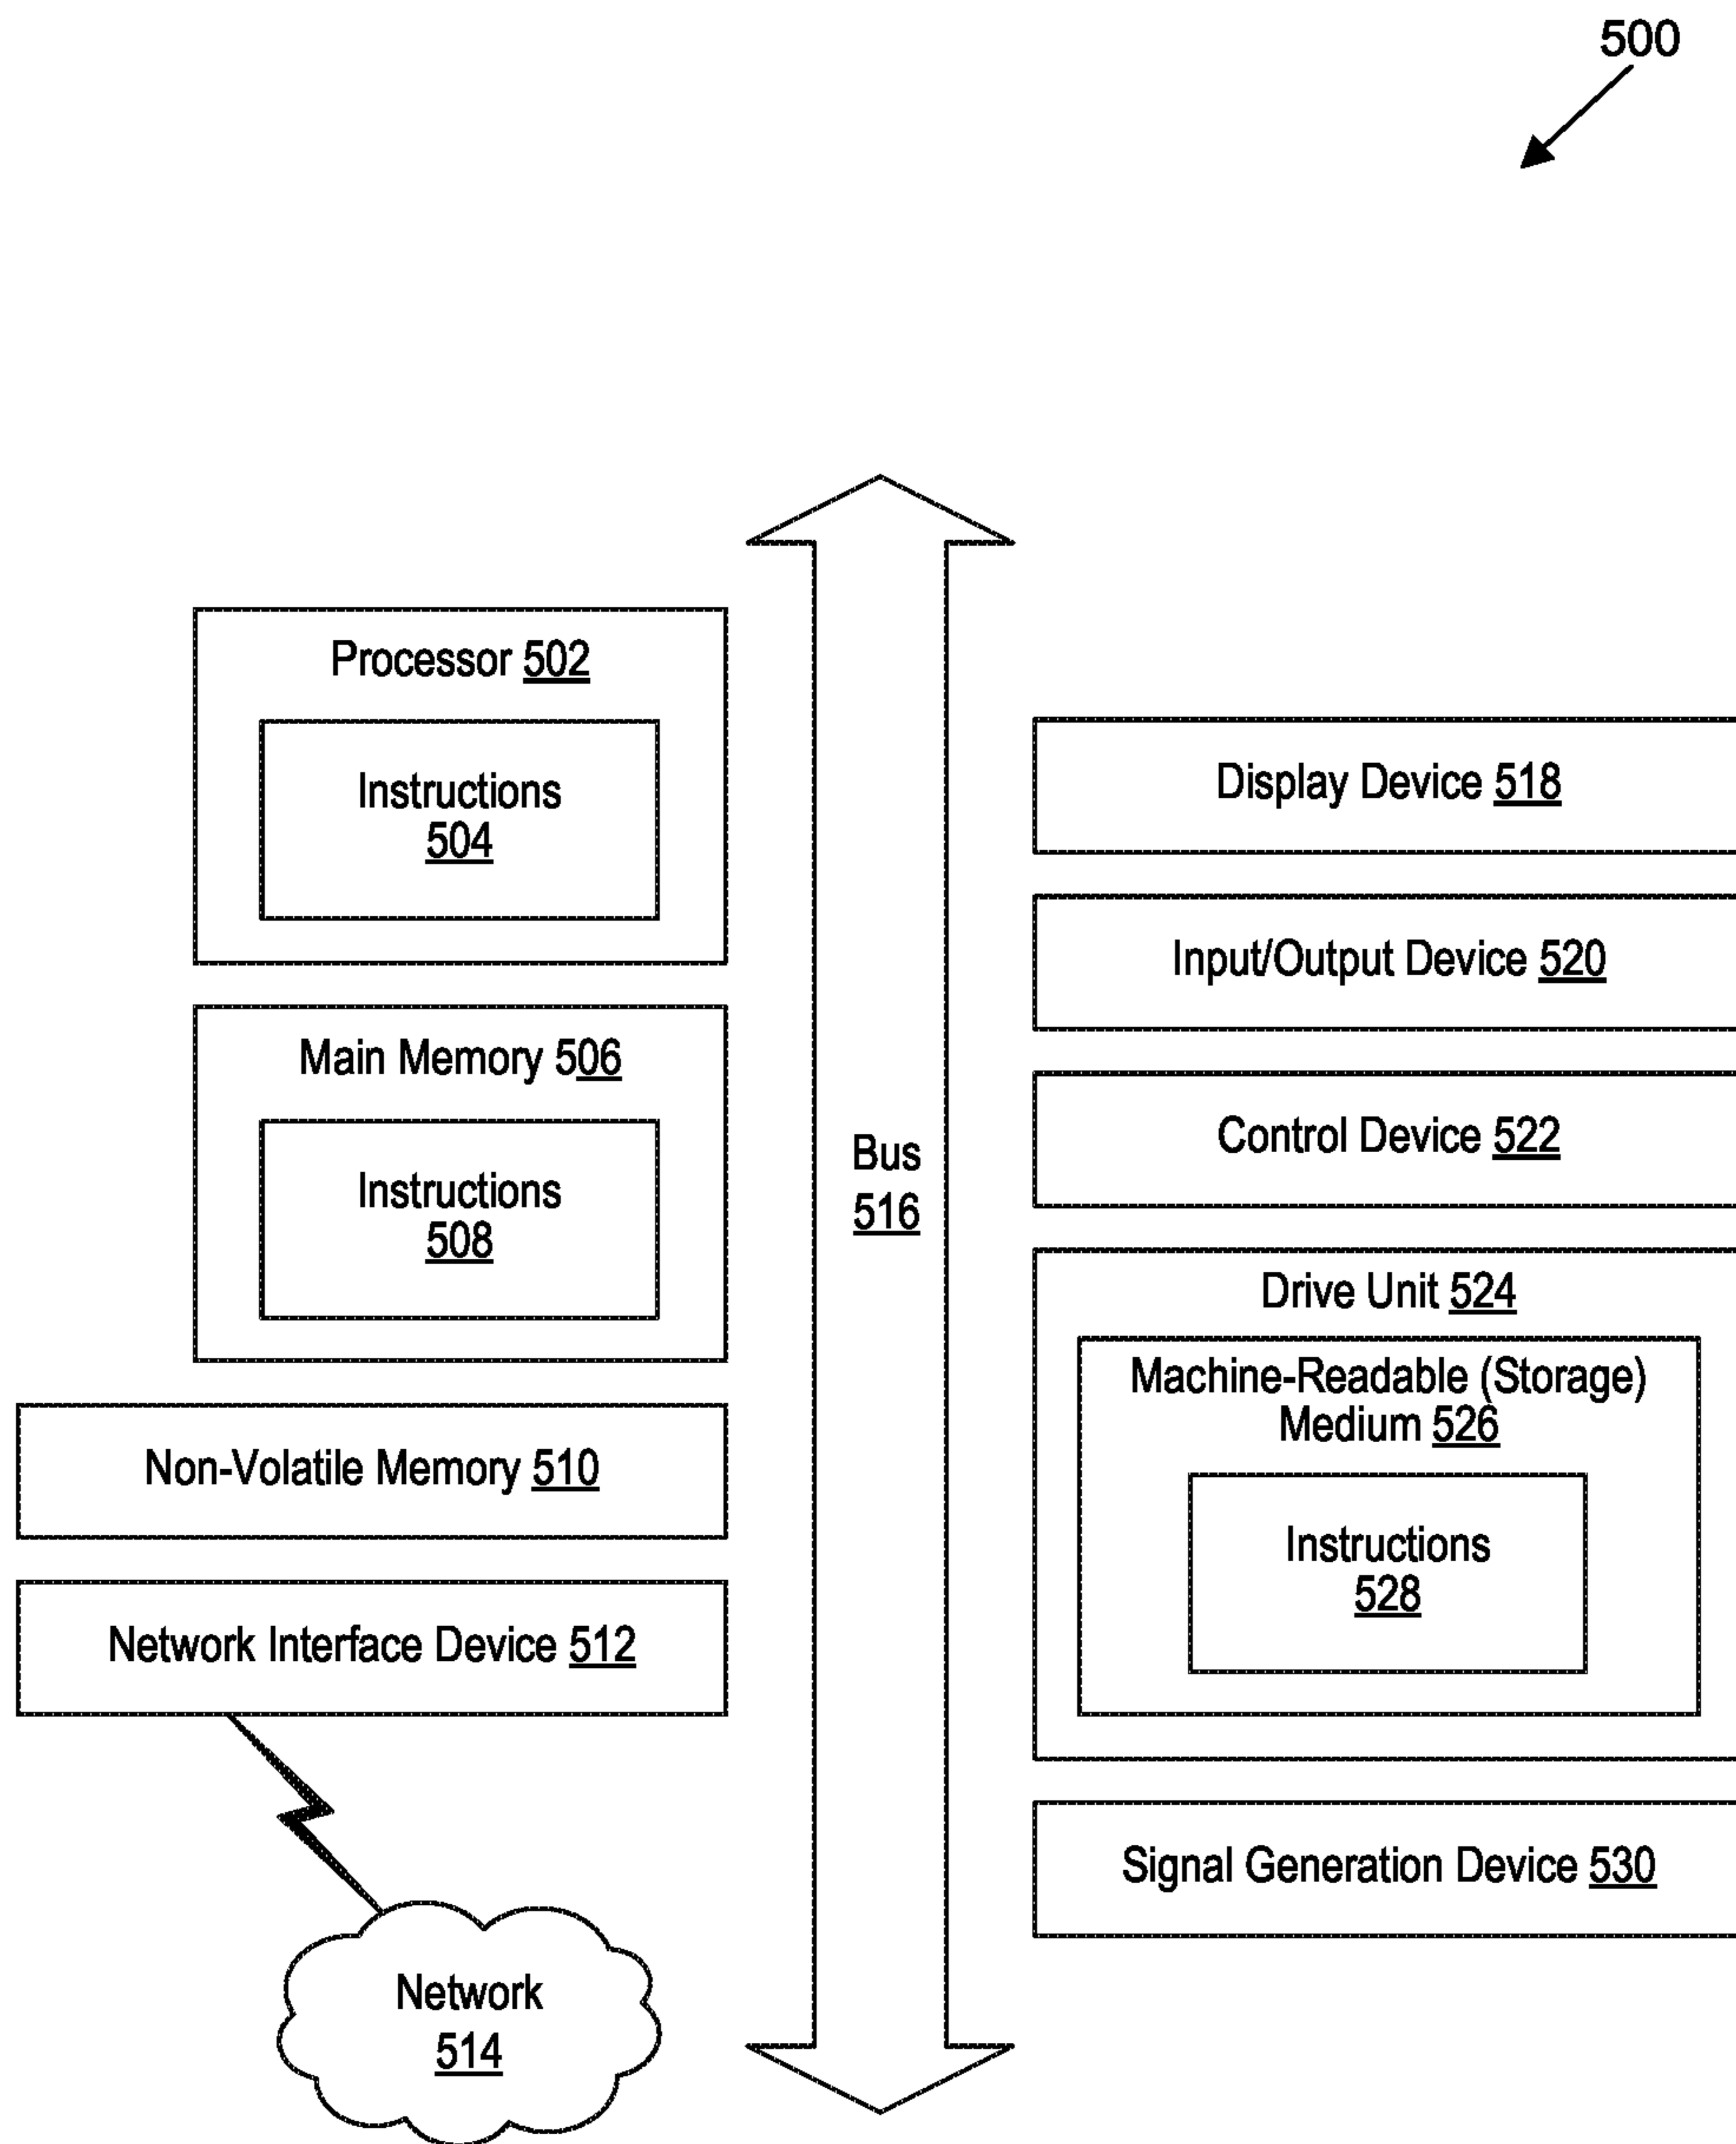 500
Processor 502
Instructions
504
Main Memory 506
Instructions
508
Non-Volatile Memory 510
Network Interface Device 512
Network
514
Bus
516
Display Device 518
Input/Output Device 520
Control Device 522
Drive Unit 524
Machine-Readable (Storage)
Medium 526
Instructions
528
Signal Generation Device 530